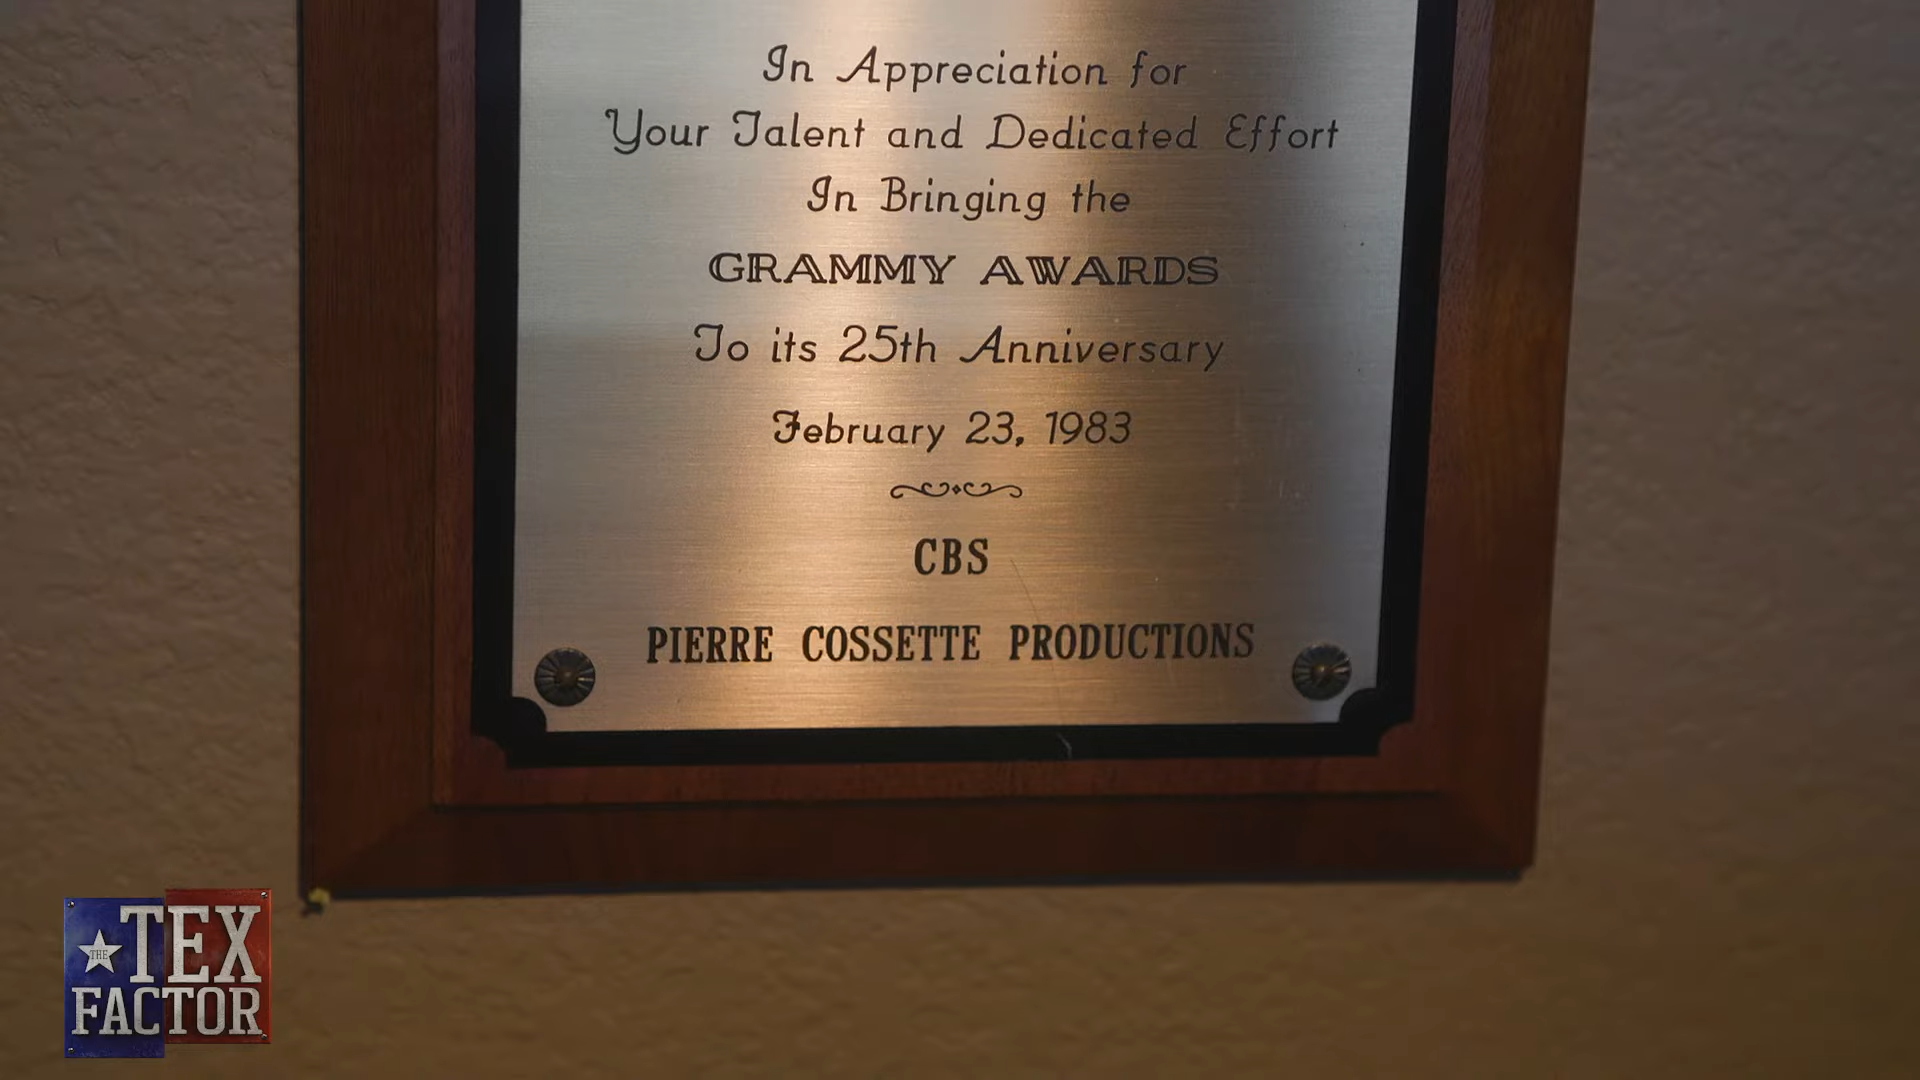 In Appreciation for
Your Talent and Dedicated Effort
In Bringing the
GRAMMY AWARDS
To its 25th Anniversary
February 23, 1983
CBS
PIERRE COSSETTE PRODUCTIONS
THE
TEX
FACTOR